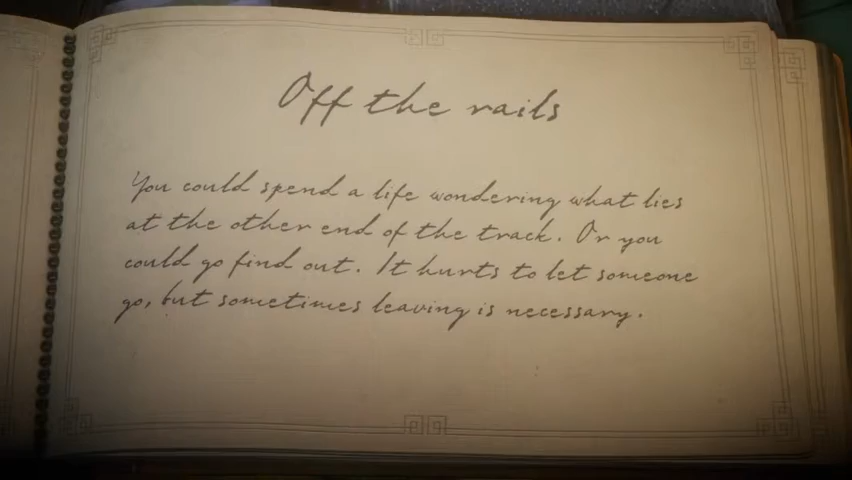 Off the rails
You could spend a life wondering what lies
at the other end of the track. Or you
could go find out. It hurts to let someone
go, but sometimes leaving is necessary.